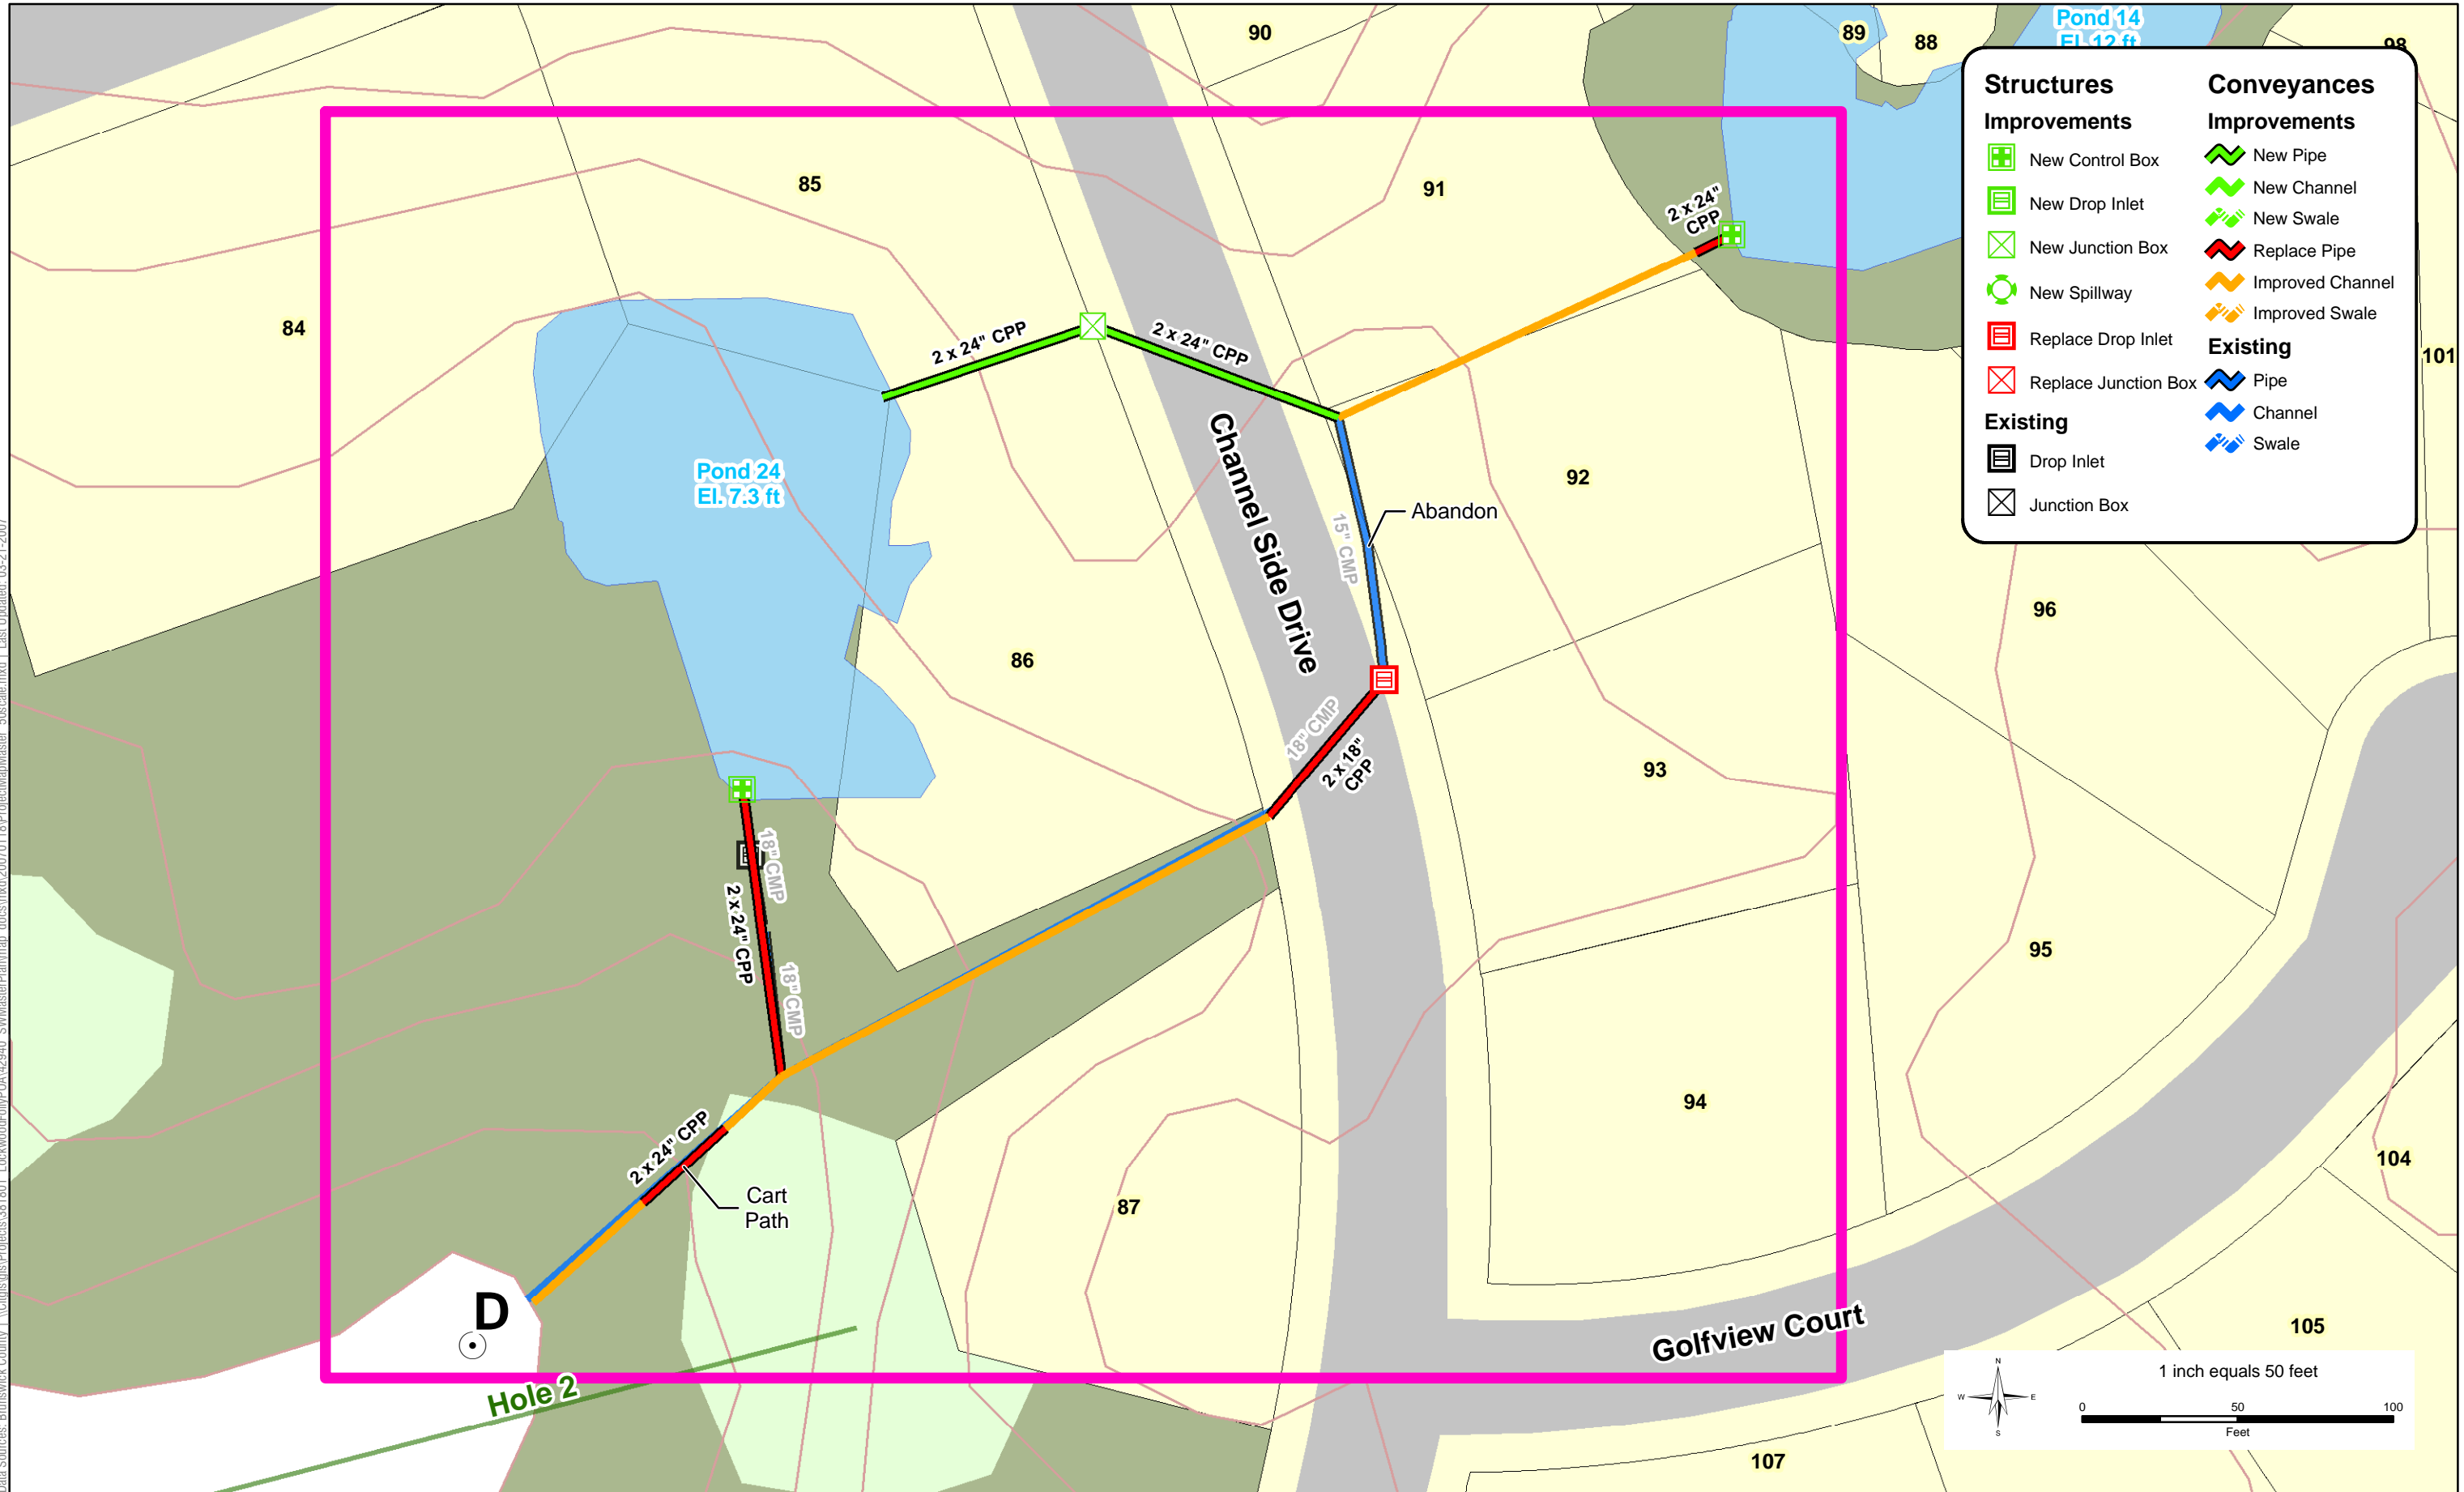 90
89
88
Pond 14
El. 12 ft
98
Structures
Improvements
New Control Box
New Drop Inlet
New Junction Box
New Spillway
Replace Drop Inlet
Replace Junction Box
Existing
Drop Inlet
Junction Box
Conveyances
Improvements
New Pipe
New Channel
New Swale
Replace Pipe
Improved Channel
Improved Swale
Existing
Pipe
Channel
Swale
85
91
2 x 24"
CPP
84
2 x 24" CPP
2 x 24" CPP
101
Pond 24
El. 7.3 ft
Channel Side Drive
92
15" CMP
Abandon
96
86
18" CMP
2 x 18"
CPP
93
18" CMP
2 x 24" CPP
18" CMP
95
94
2 x 24" CPP
Cart
Path
87
104
D
Hole 2
Golfview Court
105
107
N
W
E
S
1 inch equals 50 feet
0
50
100
Feet